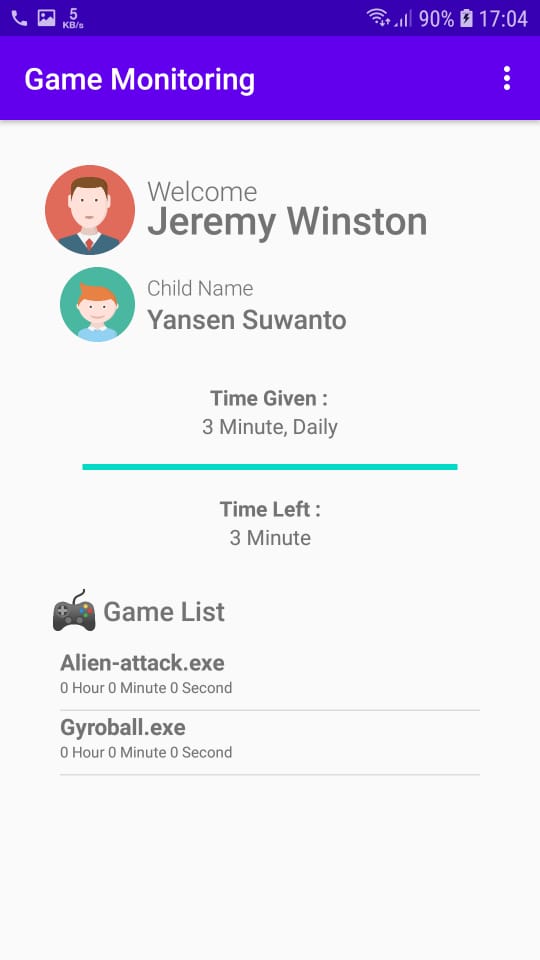 5
KB/s
90%
17:04
Game Monitoring
Welcome
Jeremy Winston
Child Name
Yansen Suwanto
Time Given :
3 Minute, Daily
Time Left :
3 Minute
Game List
Alien-attack.exe
0 Hour 0 Minute 0 Second
Gyroball.exe
0 Hour 0 Minute 0 Second